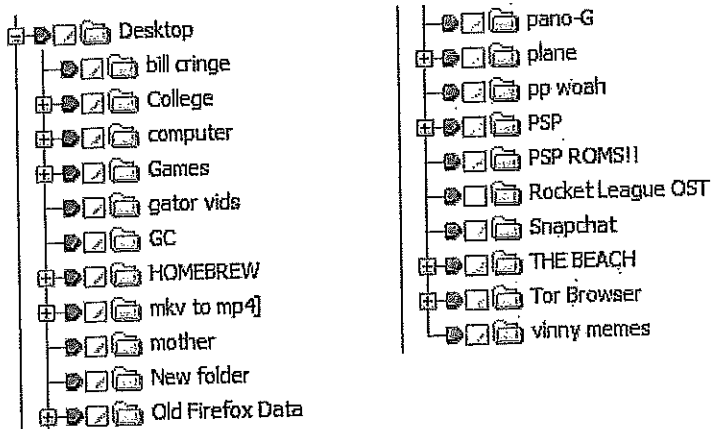 Desktop
bill cringe
College
computer
Games
gator vids
GC
HOMEBREW
mkv to mp4]
mother
New folder
Old Firefox Data
pano-G
plane
pp woah
PSP
PSP ROMS!!
Rocket League OST
Snapchat
THE BEACH
Tor Browser
vinny memes